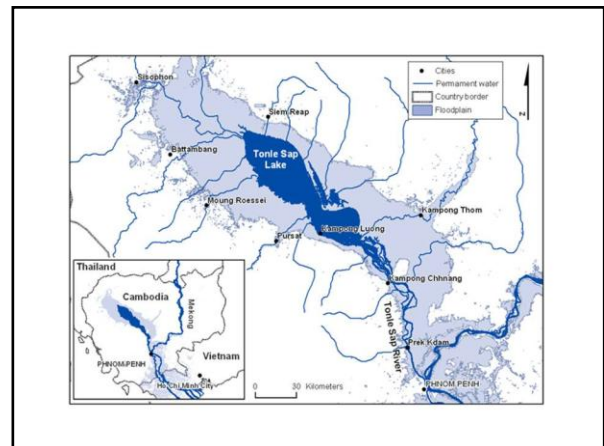 Sisophon
Cities
Permament water
Country border
Floodplain
Siem Reap
Battambang
Tonle Sap
Lake
Moung Roessei
Kampong Thom
Kampong Luong
Pursat
Kampong Chhnang
Tonle Sap River
Prek Kdam
PHNOM PENH
0 30 Kilometers
Thailand
Cambodia
Mekong
PHNOM PENH
Vietnam
Ho Chi Minh City